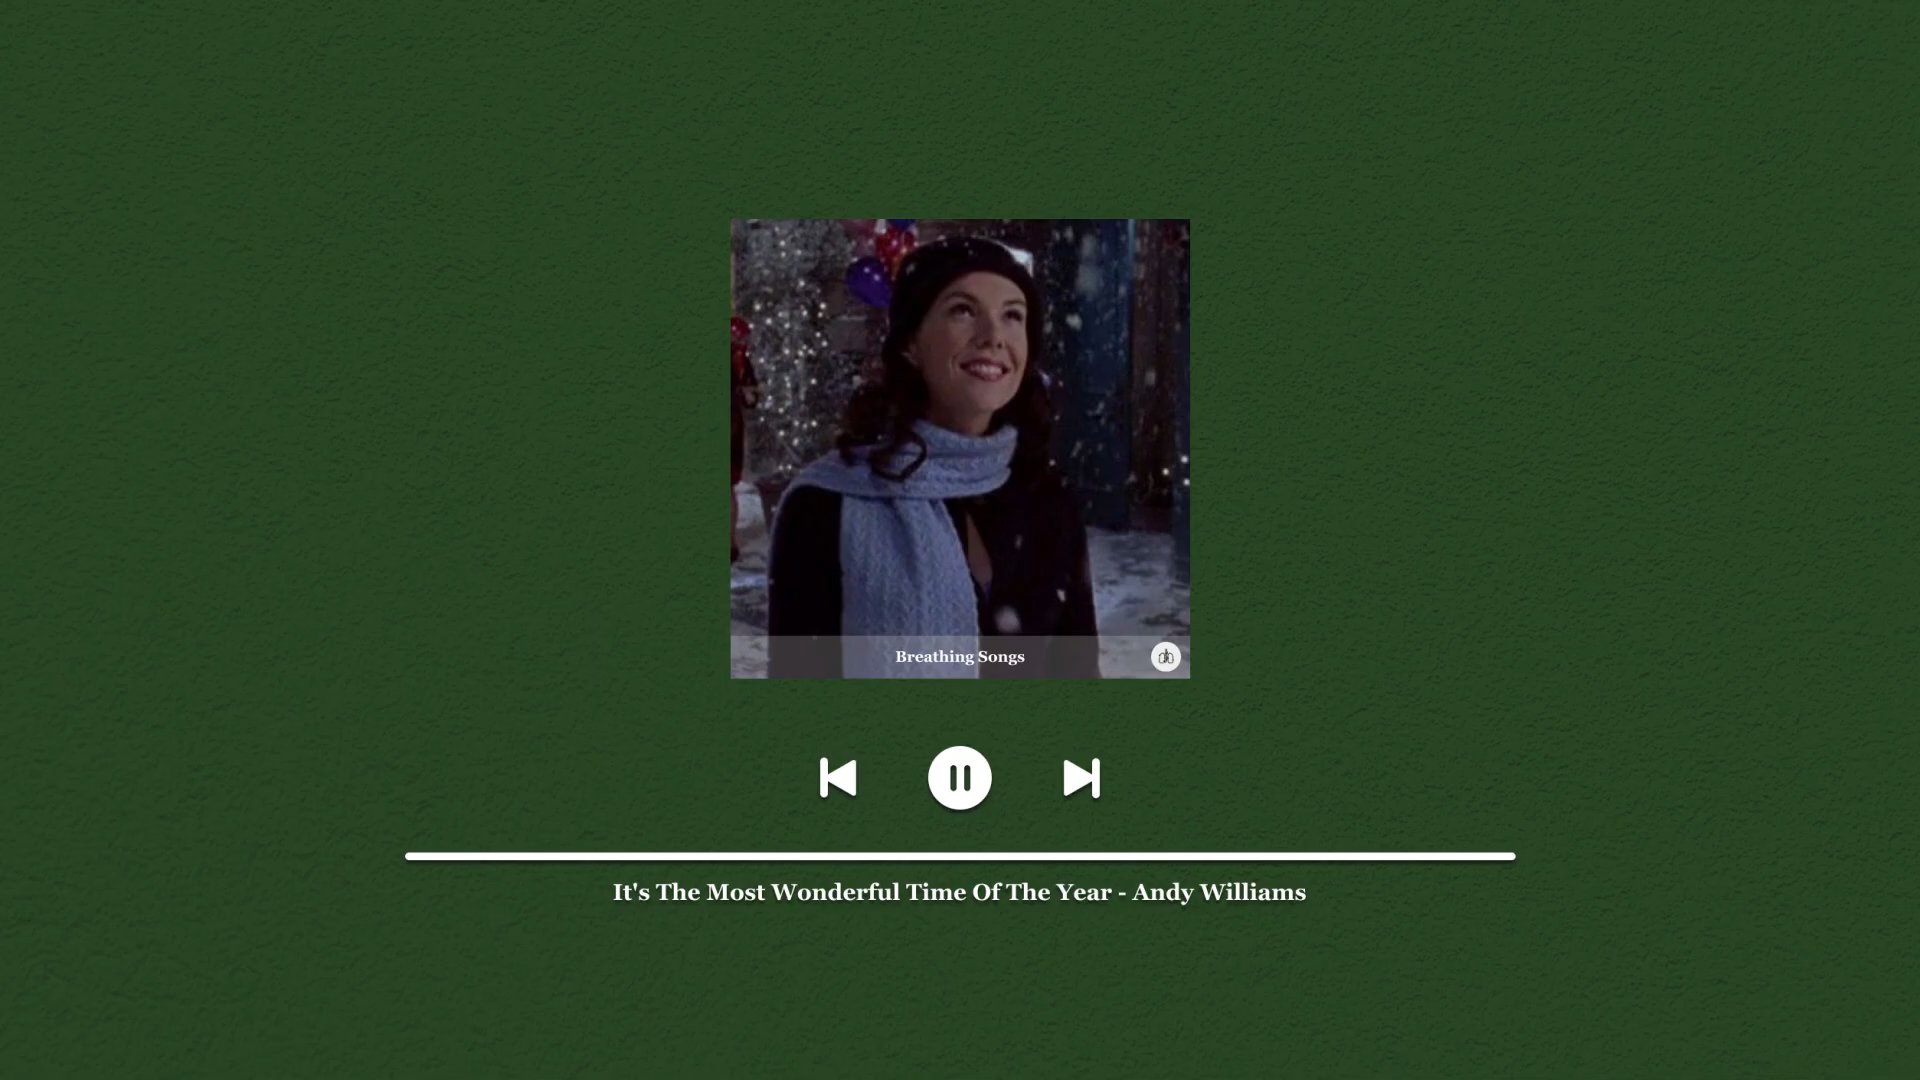 Breathing Songs
It's The Most Wonderful Time Of The Year - Andy Williams